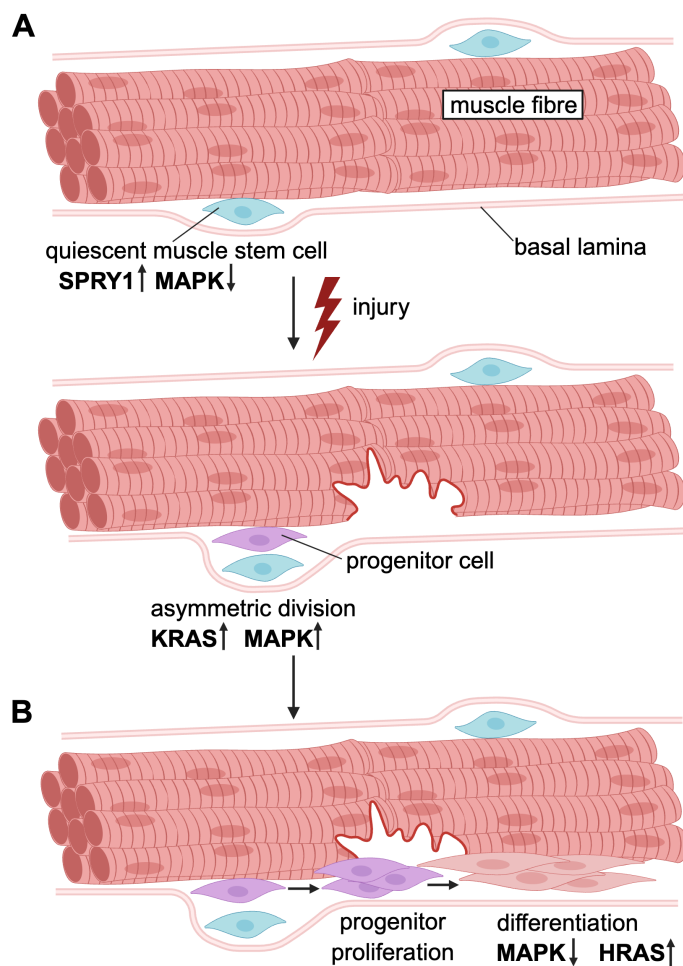 A
muscle fibre
quiescent muscle stem cell
SPRY1↑ MAPK↓
basal lamina
injury
progenitor cell
asymmetric division
KRAS↑ MAPK↑
B
progenitor
proliferation
differentiation
MAPK↓ HRAS↑